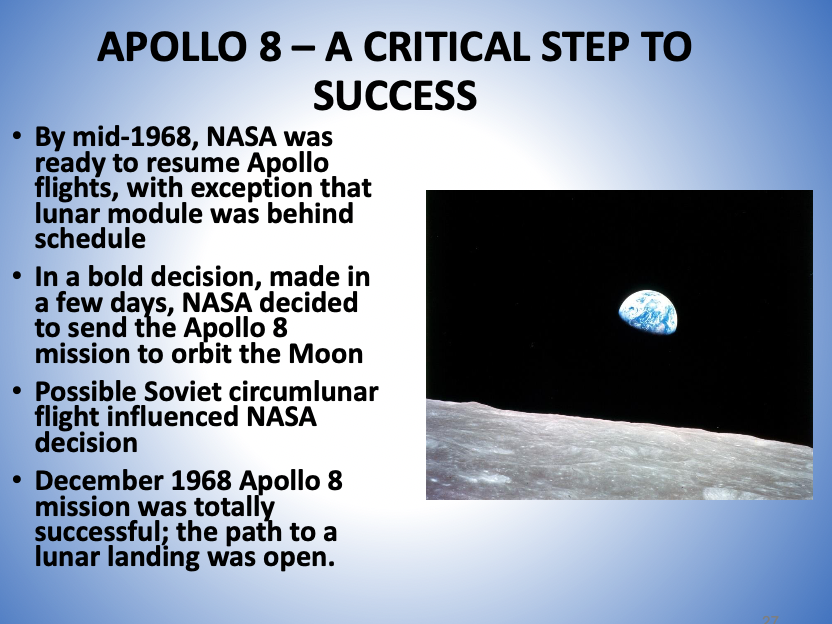 APOLLO 8 – A CRITICAL STEP TO
SUCCESS
• By mid-1968, NASA was
ready to resume Apollo
flights, with exception that
lunar module was behind
schedule
• In a bold decision, made in
a few days, NASA decided
to send the Apollo 8
mission to orbit the Moon
• Possible Soviet circumlunar
flight influenced NASA
decision
• December 1968 Apollo 8
mission was totally
successful; the path to a
lunar landing was open.